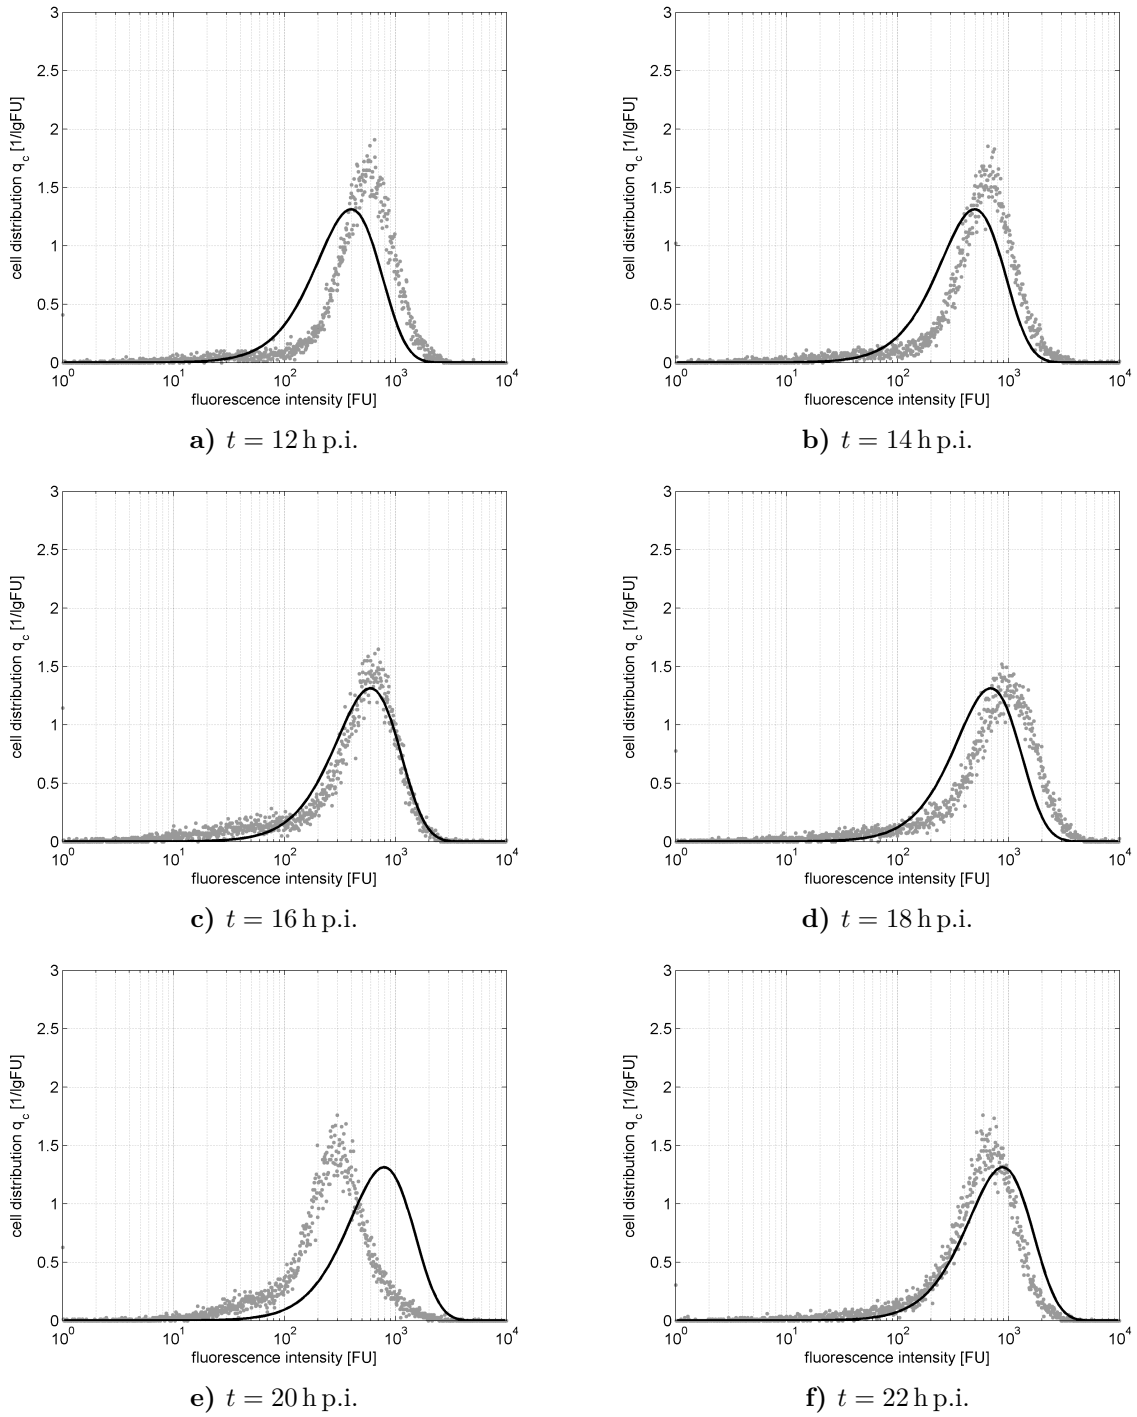 3
3
2.5
2.5
2
2
1.5
1.5
1
1
0.5
0.5
0
0
cell distribution q_c [1/lgFU]
cell distribution q_c [1/lgFU]
10^0 10^1 10^2 10^3 10^4
10^0 10^1 10^2 10^3 10^4
fluorescence intensity [FU]
fluorescence intensity [FU]
a) t = 12 h p.i.
b) t = 14 h p.i.
3
3
2.5
2.5
2
2
1.5
1.5
1
1
0.5
0.5
0
0
cell distribution q_c [1/lgFU]
cell distribution q_c [1/lgFU]
10^0 10^1 10^2 10^3 10^4
10^0 10^1 10^2 10^3 10^4
fluorescence intensity [FU]
fluorescence intensity [FU]
c) t = 16 h p.i.
d) t = 18 h p.i.
3
3
2.5
2.5
2
2
1.5
1.5
1
1
0.5
0.5
0
0
cell distribution q_c [1/lgFU]
cell distribution q_c [1/lgFU]
10^0 10^1 10^2 10^3 10^4
10^0 10^1 10^2 10^3 10^4
fluorescence intensity [FU]
fluorescence intensity [FU]
e) t = 20 h p.i.
f) t = 22 h p.i.